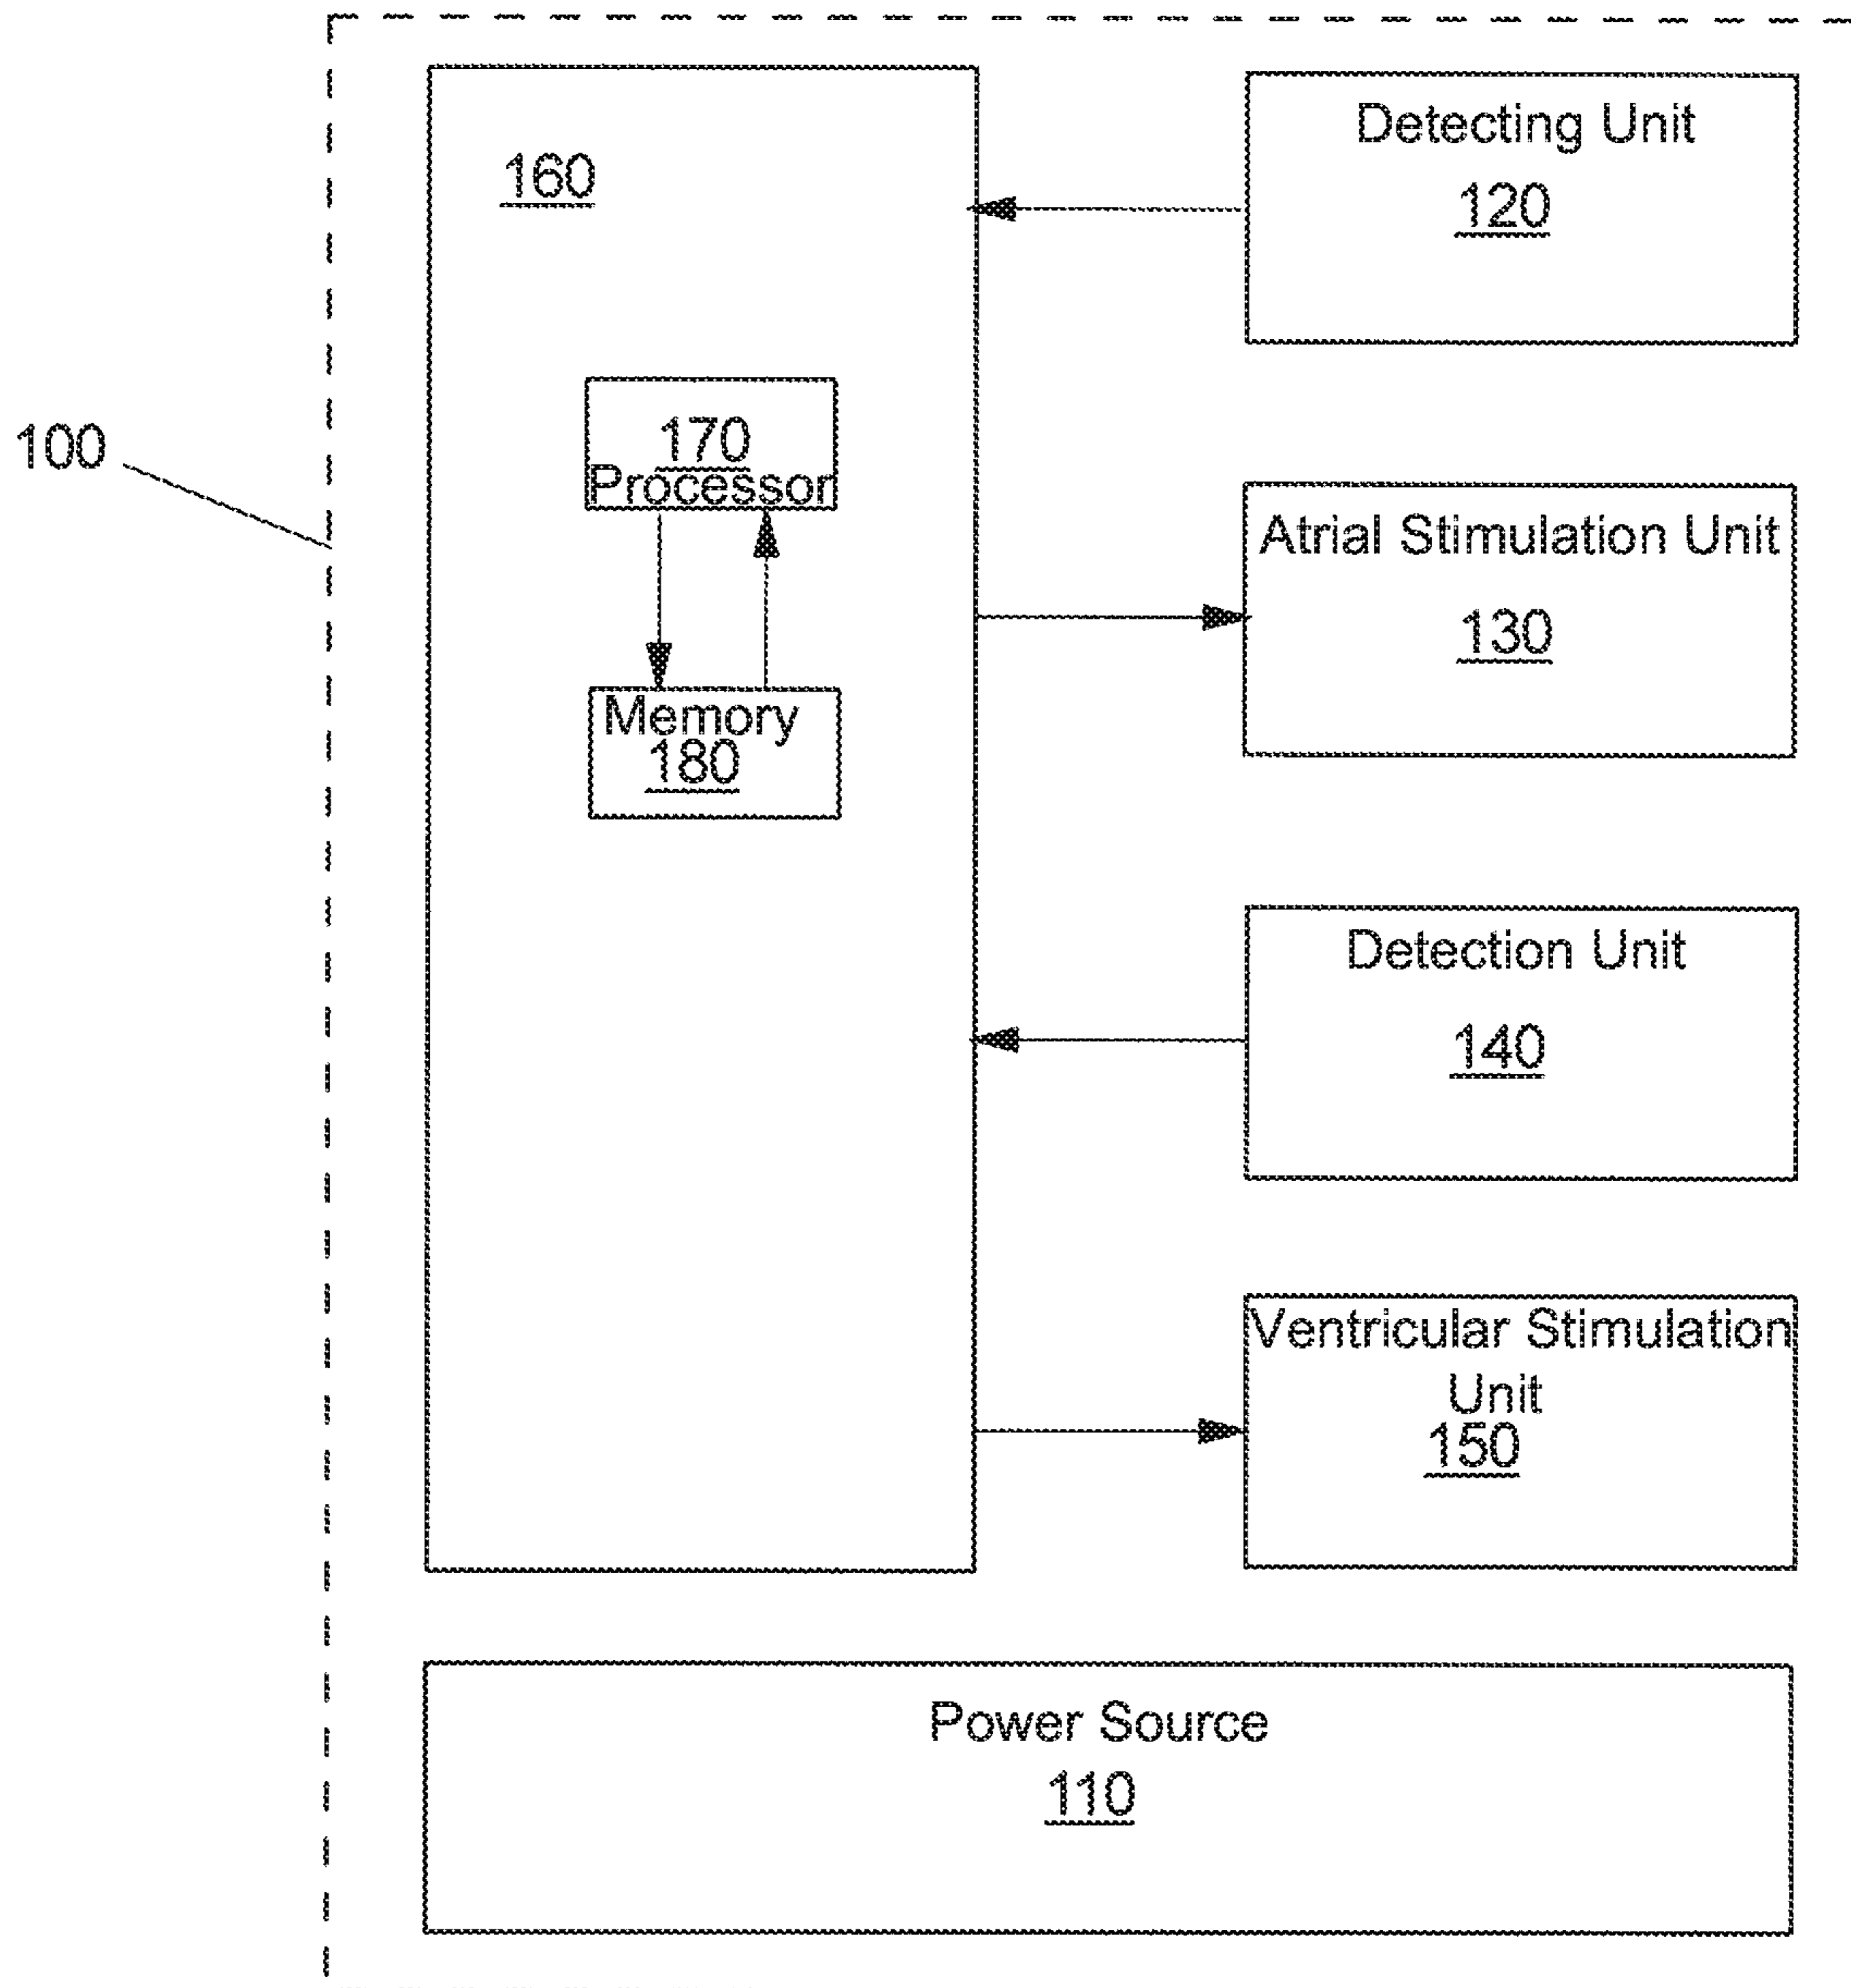 160
Detecting Unit
120
100
170
Processor
Memory
180
Atrial Stimulation Unit
130
Detection Unit
140
Ventricular Stimulation
Unit
150
Power Source
110